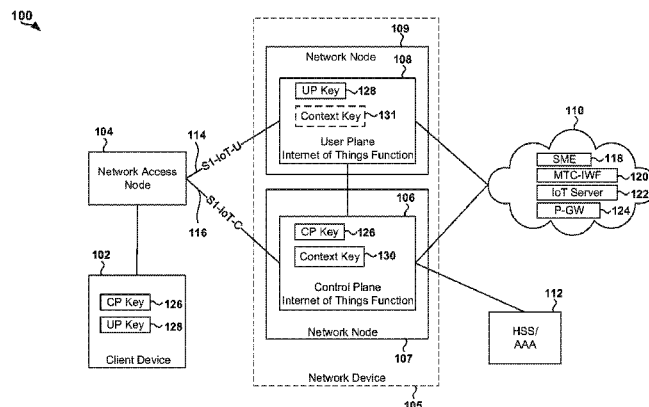 100
109
Network Node
108
UP Key 128
Context Key 131
User Plane
Internet of Things Function
104
Network Access
Node
114
S1-IoT-U
S1-IoT-C
116
110
SME 118
MTC-IWF 120
IoT Server 122
P-GW 124
106
CP Key 126
Context Key 130
Control Plane
Internet of Things Function
Network Node
107
102
CP Key 126
UP Key 128
Client Device
112
HSS/
AAA
Network Device
105